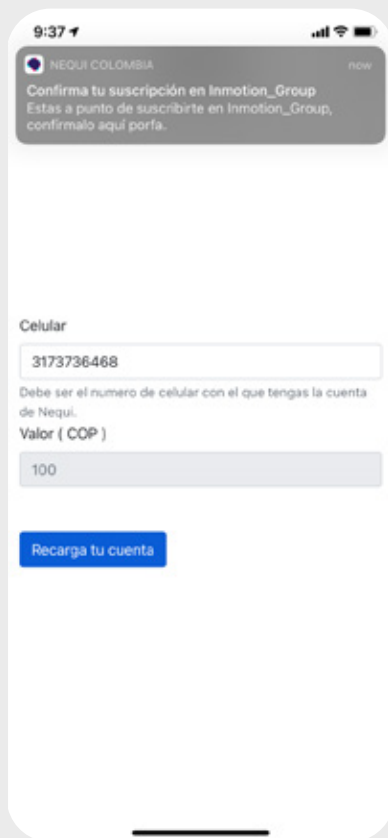 9:37
NEQUI COLOMBIA now
Confirma tu suscripción en Inmotion_Group
Estas a punto de suscribirte en Inmotion_Group,
confirmalo aquí porfa.
Celular
3173736468
Debe ser el numero de celular con el que tengas la cuenta
de Nequi.
Valor ( COP )
100
Recarga tu cuenta